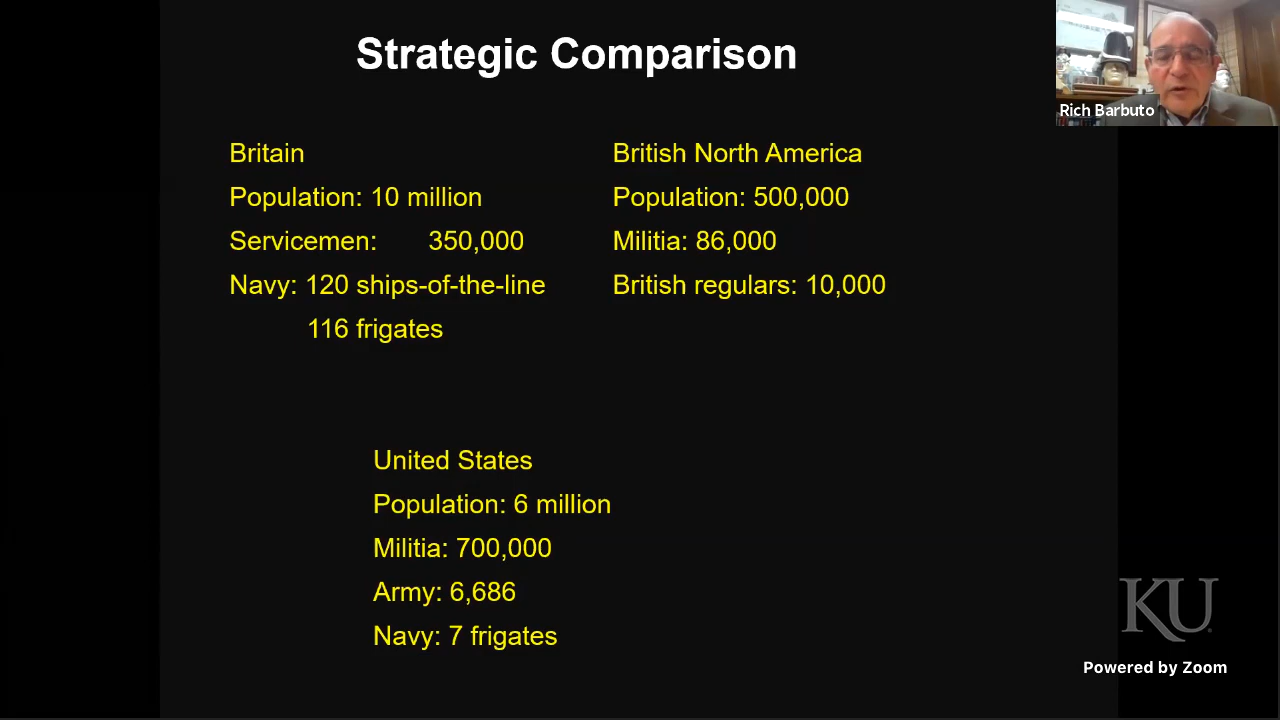 Strategic Comparison
Rich Barbuto
Britain
Population: 10 million
Servicemen: 350,000
Navy: 120 ships-of-the-line
116 frigates
British North America
Population: 500,000
Militia: 86,000
British regulars: 10,000
United States
Population: 6 million
Militia: 700,000
Army: 6,686
Navy: 7 frigates
KU
Powered by Zoom